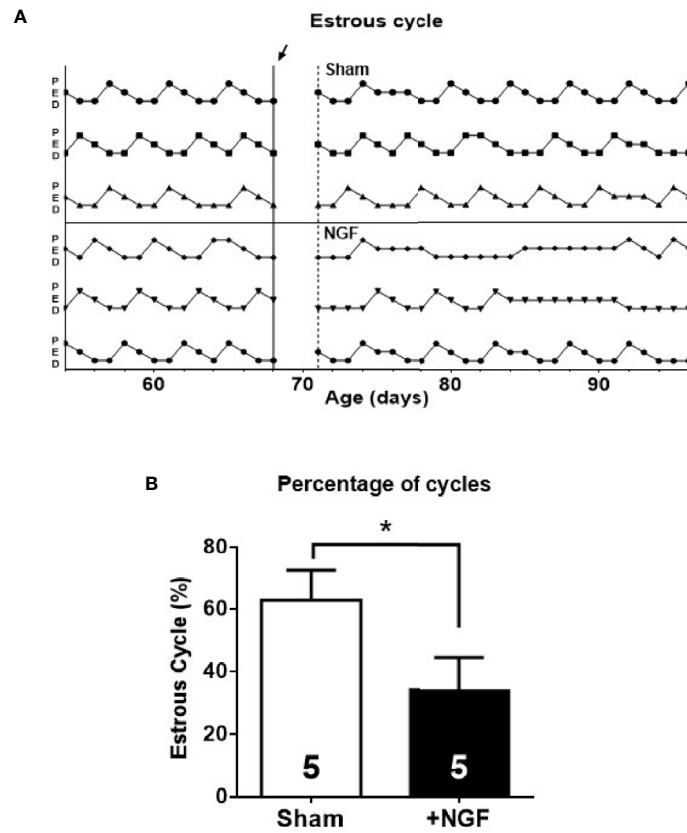 A
Estrous cycle
Sham
P
E
D
P
E
D
P
E
D
NGF
P
E
D
P
E
D
P
E
D
60 70 80 90
Age (days)
B
Percentage of cycles
*
80
60
40
20
0
Estrous Cycle (%)
5 5
Sham +NGF